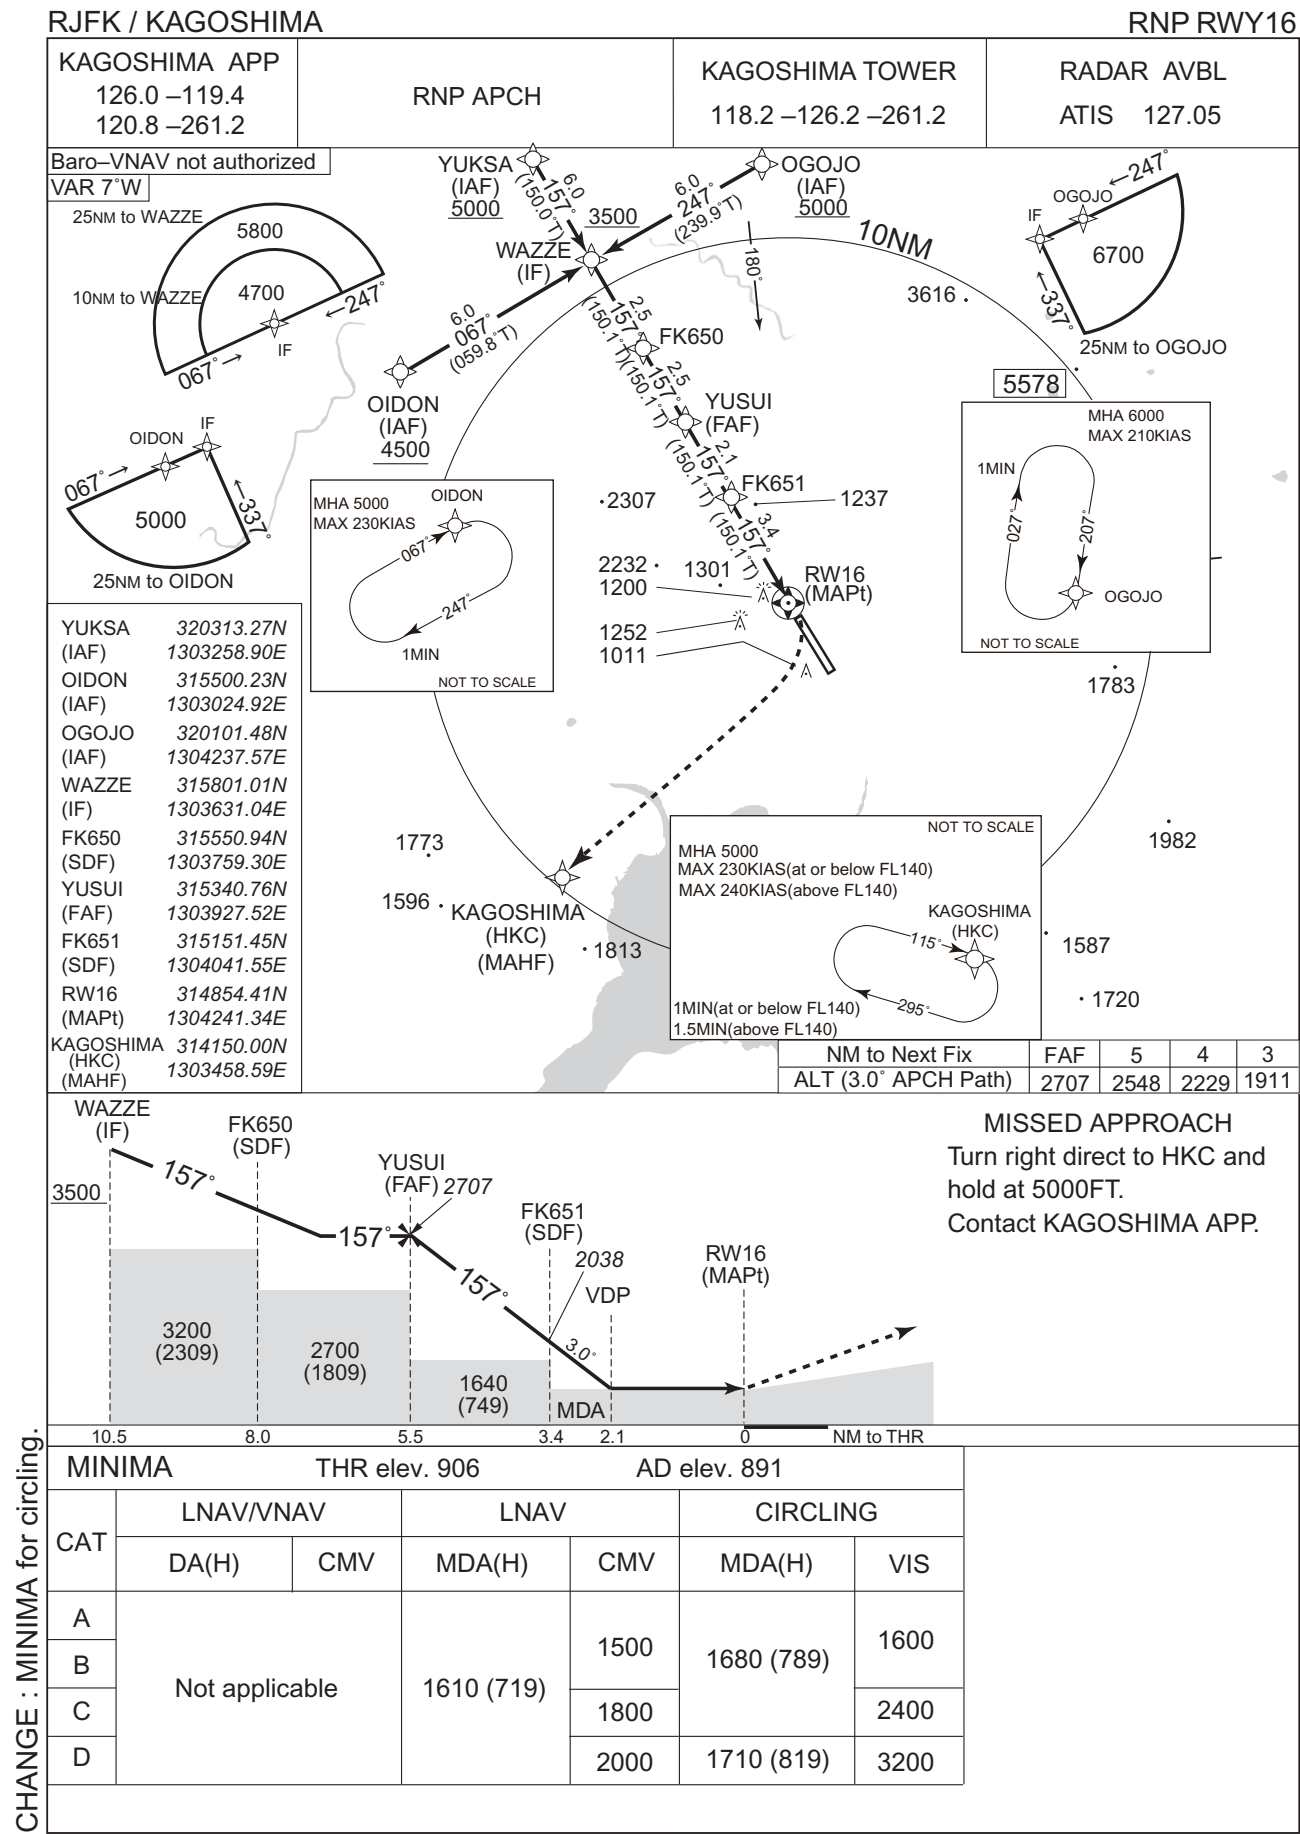 RJFK / KAGOSHIMA
RNP RWY16
KAGOSHIMA APP
126.0 –119.4
120.8 –261.2
RNP APCH
KAGOSHIMA TOWER
118.2 –126.2 –261.2
RADAR AVBL
ATIS 127.05
Baro–VNAV not authorized
VAR 7˚W
25NM to WAZZE
5800
10NM to WAZZE
4700
←247˚
067˚→
IF
YUKSA
(IAF)
5000
6.0
157˚
(150.0˚T)
OGOJO
(IAF)
5000
6.0
247˚
(239.9˚T)
3500
WAZZE
(IF)
180˚
10NM
3616
←247˚
OGOJO
IF
6700
←337˚
25NM to OGOJO
6.0
067˚
(059.8˚T)
OIDON
(IAF)
4500
2.5
157˚
(150.1˚T)
FK650
2.5
157˚
(150.1˚T)
YUSUI
(FAF)
2.1
157˚
(150.1˚T)
FK651
3.4
157˚
(150.1˚T)
5578
IF
OIDON
067˚→
5000
←337˚
25NM to OIDON
MHA 5000
MAX 230KIAS
OIDON
067˚
247˚
1MIN
NOT TO SCALE
2307
1237
2232
1301
1200
1252
1011
RW16
(MAPt)
MHA 6000
MAX 210KIAS
1MIN
027˚
207˚
OGOJO
NOT TO SCALE
1783
YUKSA 320313.27N
(IAF) 1303258.90E
OIDON 315500.23N
(IAF) 1303024.92E
OGOJO 320101.48N
(IAF) 1304237.57E
WAZZE 315801.01N
(IF) 1303631.04E
FK650 315550.94N
(SDF) 1303759.30E
YUSUI 315340.76N
(FAF) 1303927.52E
FK651 315151.45N
(SDF) 1304041.55E
RW16 314854.41N
(MAPt) 1304241.34E
KAGOSHIMA 314150.00N
(HKC) 1303458.59E
(MAHF)
1773
1596
KAGOSHIMA
(HKC)
(MAHF)
1813
1982
1587
1720
NOT TO SCALE
MHA 5000
MAX 230KIAS(at or below FL140)
MAX 240KIAS(above FL140)
KAGOSHIMA
(HKC)
115˚
295˚
1MIN(at or below FL140)
1.5MIN(above FL140)
NM to Next Fix FAF 5 4 3
ALT (3.0˚ APCH Path) 2707 2548 2229 1911
WAZZE
(IF)
FK650
(SDF)
YUSUI
(FAF) 2707
FK651
(SDF)
2038
VDP
RW16
(MAPt)
3500
157˚
157˚
157˚
3.0˚
3200
(2309)
2700
(1809)
1640
(749)
MDA
10.5 8.0 5.5 3.4 2.1 0 NM to THR
MISSED APPROACH
Turn right direct to HKC and
hold at 5000FT.
Contact KAGOSHIMA APP.
MINIMA THR elev. 906 AD elev. 891
CAT LNAV/VNAV LNAV CIRCLING
DA(H) CMV MDA(H) CMV MDA(H) VIS
A
B
C
D
Not applicable
1610 (719)
1500
1800
2000
1680 (789)
1710 (819)
1600
2400
3200
CHANGE : MINIMA for circling.